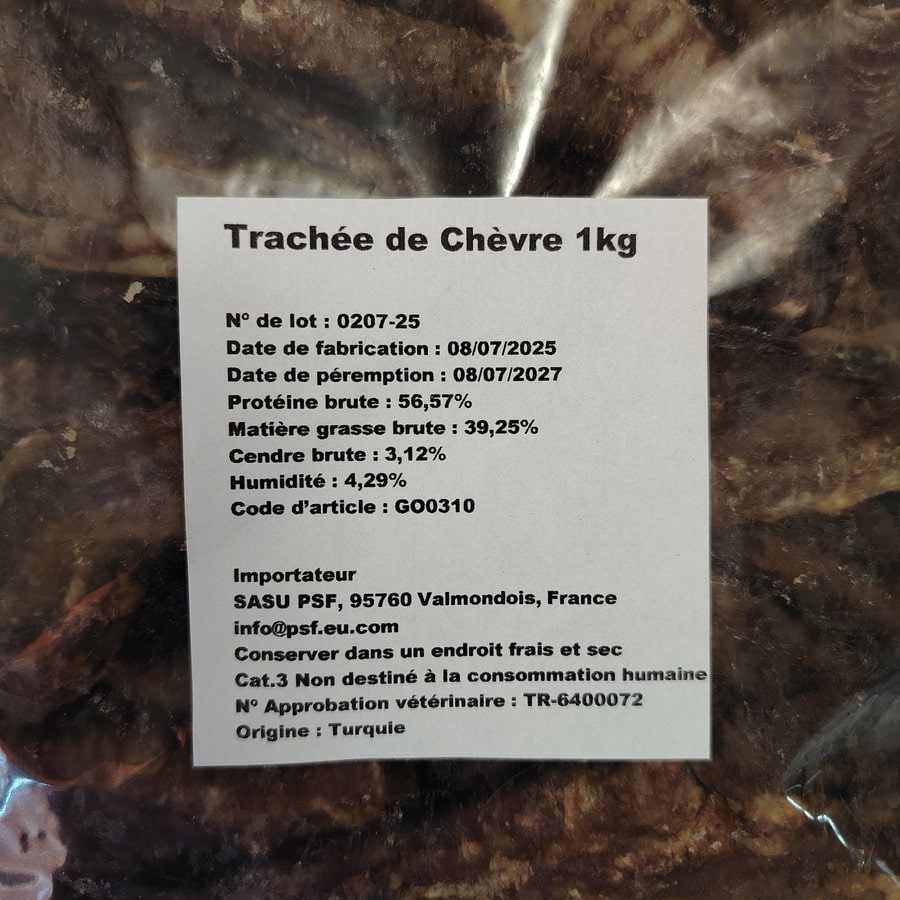 Trachée de Chèvre 1kg
N° de lot : 0207-25
Date de fabrication : 08/07/2025
Date de péremption : 08/07/2027
Protéine brute : 56,57%
Matière grasse brute : 39,25%
Cendre brute : 3,12%
Humidité : 4,29%
Code d’article : GO0310
Importateur
SASU PSF, 95760 Valmondois, France
info@psf.eu.com
Conserver dans un endroit frais et sec
Cat.3 Non destiné à la consommation humaine
N° Approbation vétérinaire : TR-6400072
Origine : Turquie